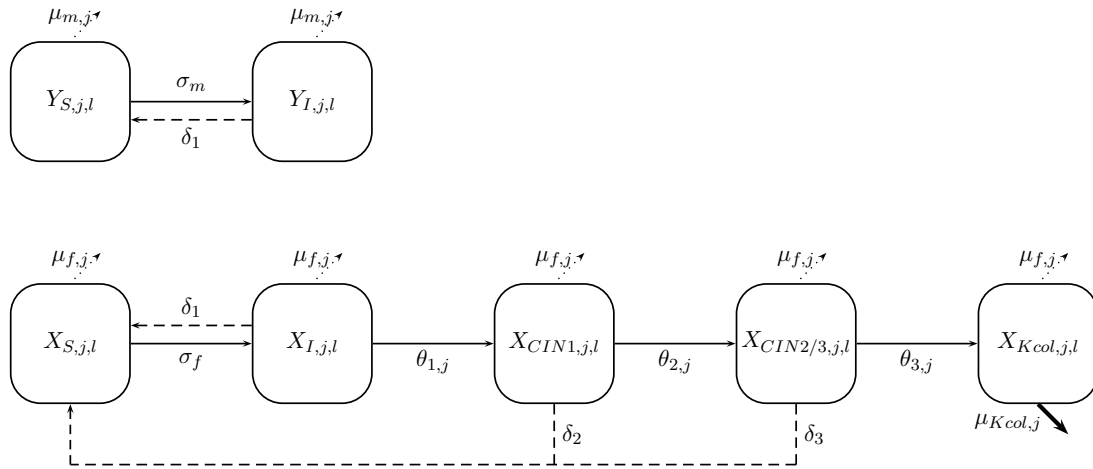 μ_{m,j} μ_{m,j}
Y_{S,j,l} σ_m Y_{I,j,l}
δ_1
μ_{f,j} μ_{f,j} μ_{f,j} μ_{f,j} μ_{f,j}
δ_1
X_{S,j,l} X_{I,j,l} X_{CIN1,j,l} X_{CIN2/3,j,l} X_{Kcol,j,l}
σ_f θ_{1,j} θ_{2,j} θ_{3,j}
δ_2 δ_3 μ_{Kcol,j}